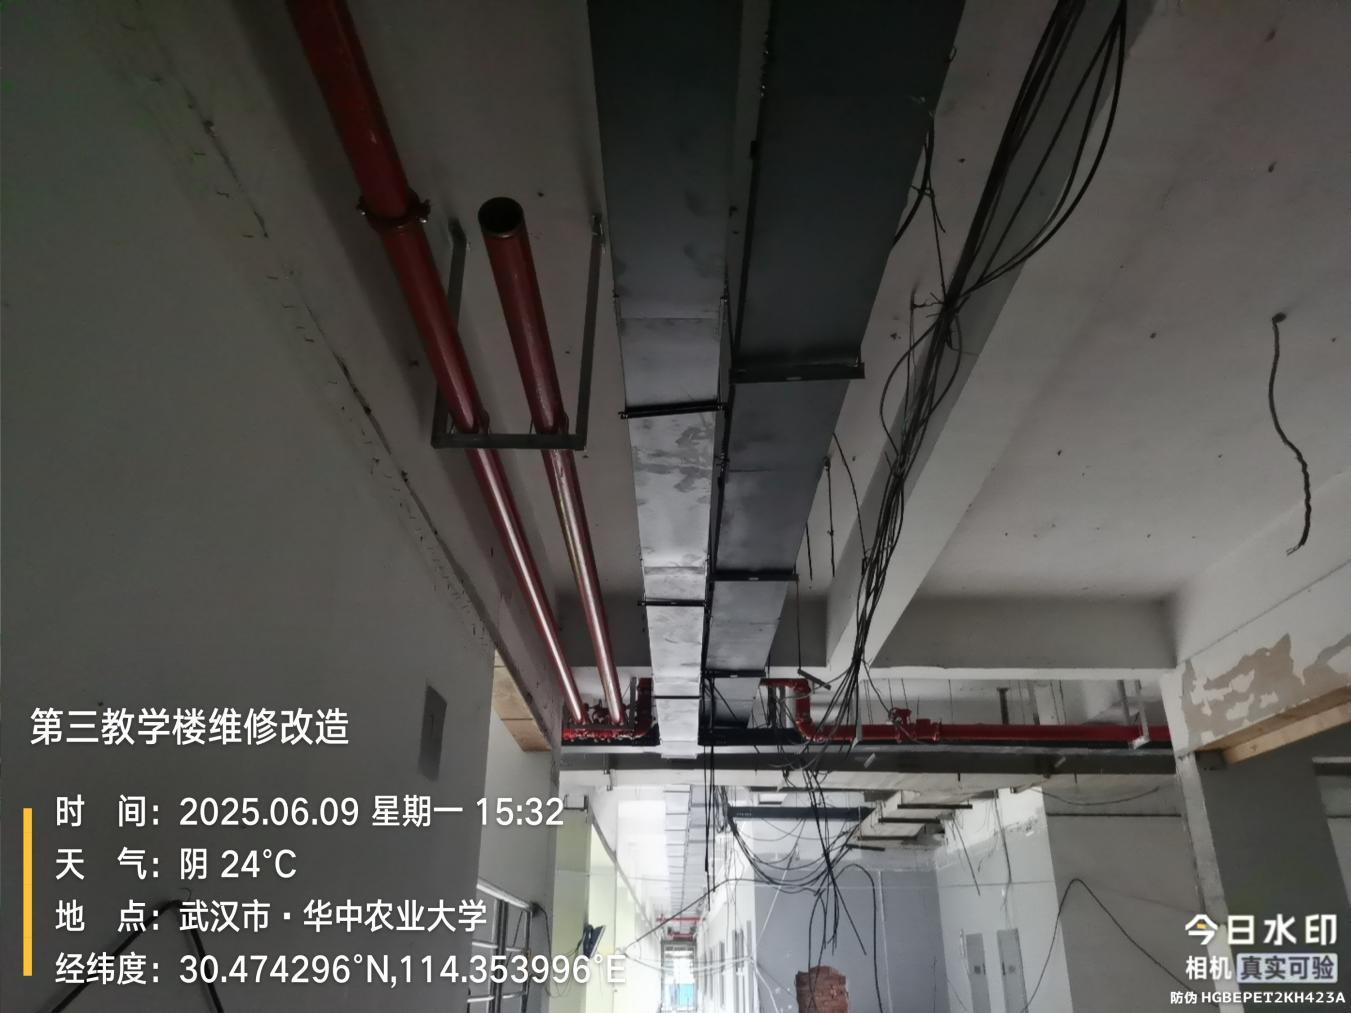 第三教学楼维修改造
时 间：2025.06.09 星期一 15:32
天 气：阴 24°C
地 点：武汉市·华中农业大学
经纬度：30.474296°N,114.353996°E
今日水印
相机 真实可验
防伪 HGBEPET2KH423A